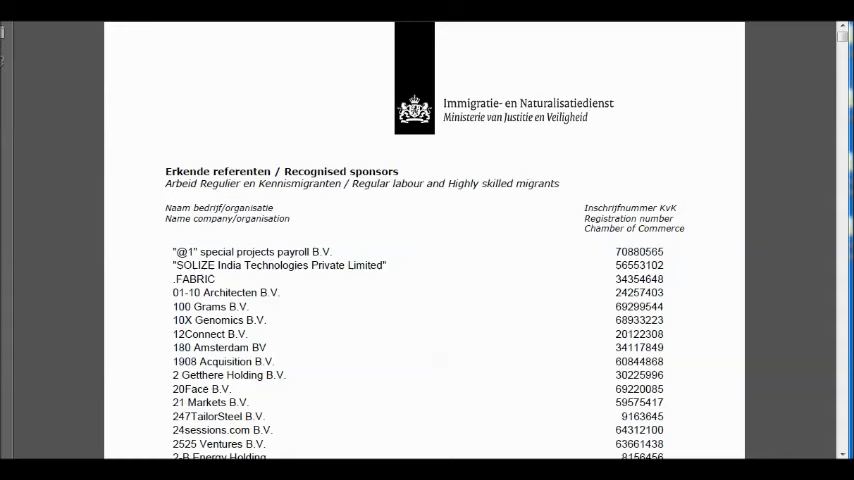 Immigratie- en Naturalisatiedienst
Ministerie van Justitie en Veiligheid
Erkende referenten / Recognised sponsors
Arbeid Regulier en Kennismigranten / Regular labour and Highly skilled migrants
Naam bedrijf/organisatie Inschrijfnummer KvK
Name company/organisation Registration number
Chamber of Commerce
"@1" special projects payroll B.V. 70880565
"SOLIZE India Technologies Private Limited" 56553102
.FABRIC 34354648
01-10 Architecten B.V. 24257403
100 Grams B.V. 69299544
10X Genomics B.V. 68933223
12Connect B.V. 20122308
180 Amsterdam BV 34117849
1908 Acquisition B.V. 60844868
2 Getthere Holding B.V. 30225996
20Face B.V. 69220085
21 Markets B.V. 59575417
247TailorSteel B.V. 9163645
24sessions.com B.V. 64312100
2525 Ventures B.V. 63661438
2-B Energy Holding 8156456